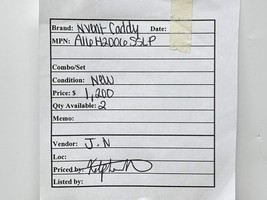 Brand: Nvent Caddy Date:
MPN: A116H2006SSLP
Combo/Set
Condition: New
Price: $ 1,200
Qty Available: 2
Memo:
Vendor: J.N
Loc:
Priced by:
Listed by: